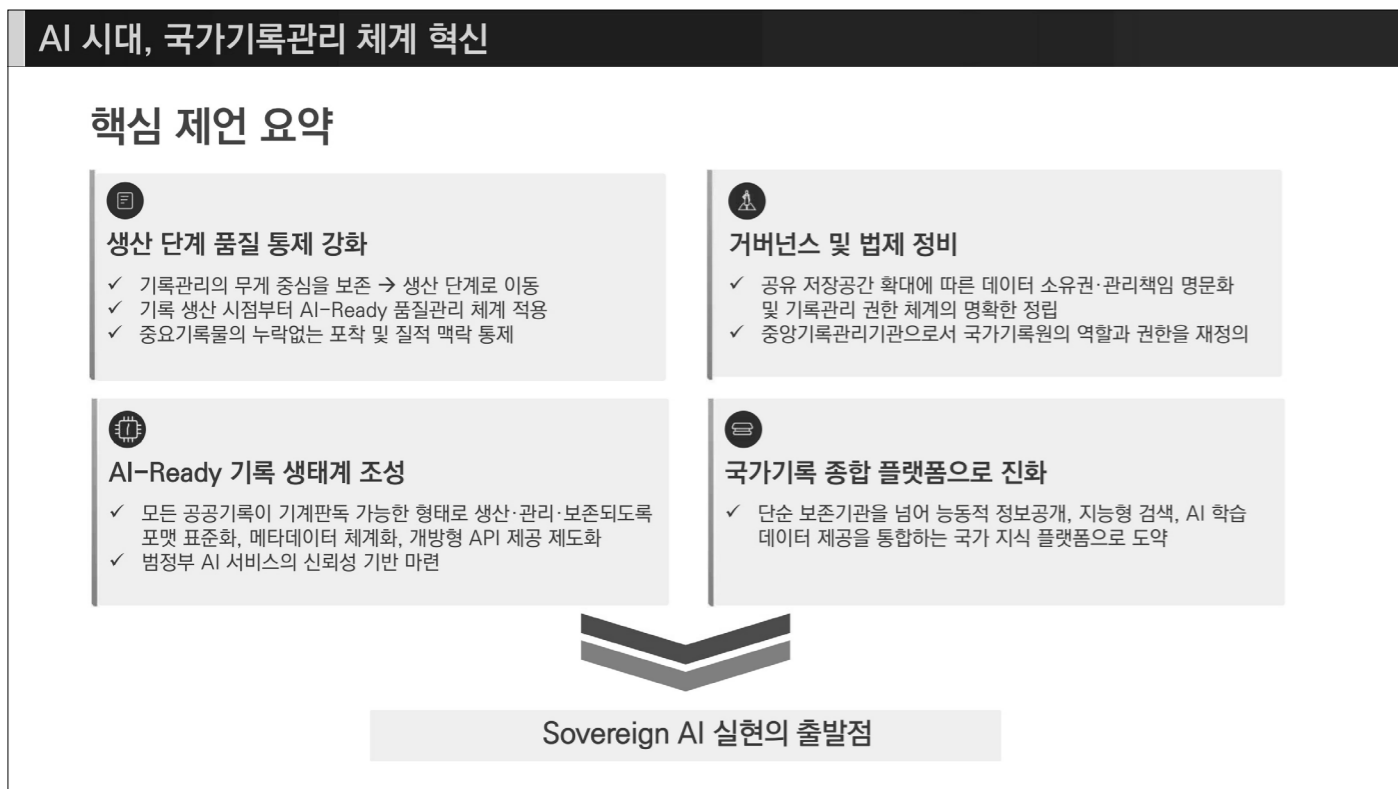 AI 시대, 국가기록관리 체계 혁신
핵심 제언 요약
생산 단계 품질 통제 강화
✓ 기록관리의 무게 중심을 보존 → 생산 단계로 이동
✓ 기록 생산 시점부터 AI-Ready 품질관리 체계 적용
✓ 중요기록물의 누락없는 포착 및 질적 맥락 통제
거버넌스 및 법제 정비
✓ 공유 저장공간 확대에 따른 데이터 소유권·관리책임 명문화
및 기록관리 권한 체계의 명확한 정립
✓ 중앙기록관리기관으로서 국가기록원의 역할과 권한을 재정의
AI-Ready 기록 생태계 조성
✓ 모든 공공기록이 기계판독 가능한 형태로 생산·관리·보존되도록
포맷 표준화, 메타데이터 체계화, 개방형 API 제공 제도화
✓ 범정부 AI 서비스의 신뢰성 기반 마련
국가기록 종합 플랫폼으로 진화
✓ 단순 보존기관을 넘어 능동적 정보공개, 지능형 검색, AI 학습
데이터 제공을 통합하는 국가 지식 플랫폼으로 도약
Sovereign AI 실현의 출발점